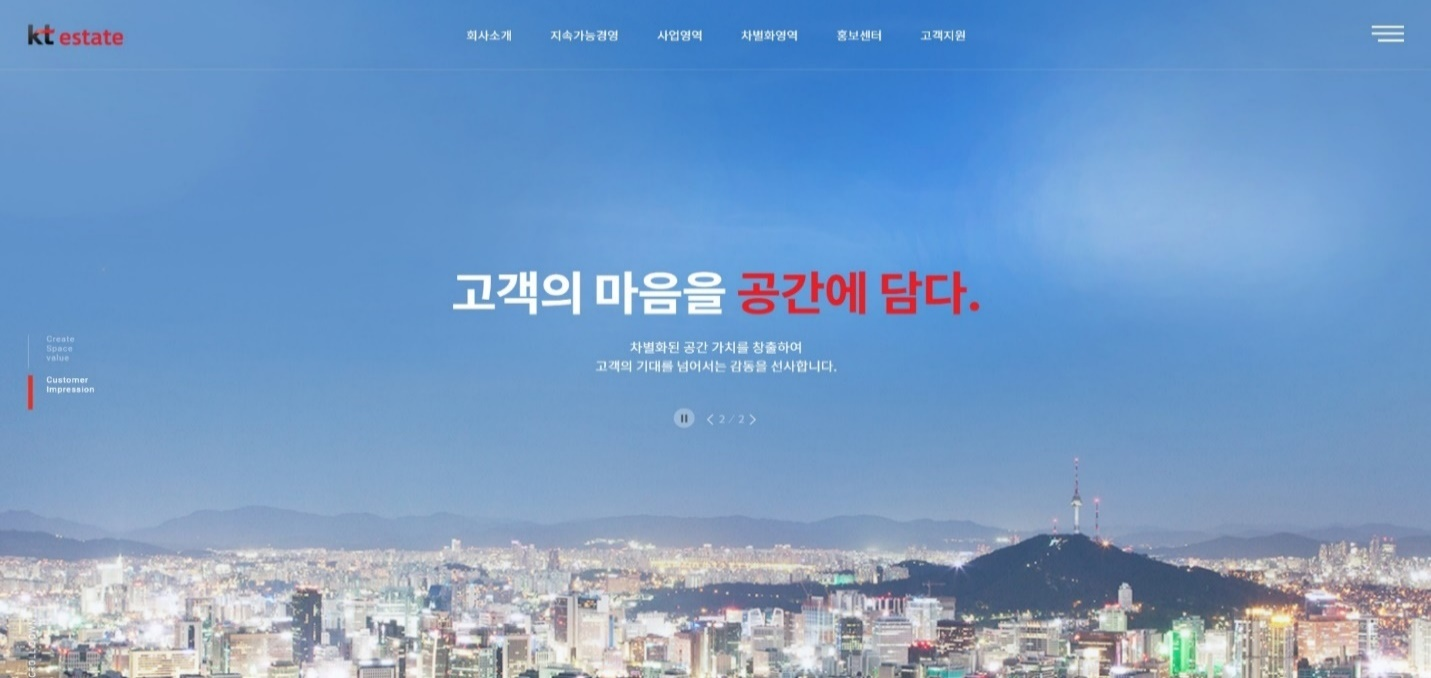 kt estate
회사소개
지속가능경영
사업영역
차별화영역
홍보센터
고객지원
고객의 마음을 공간에 담다.
차별화된 공간 가치를 창출하여
고객의 기대를 넘어서는 감동을 선사합니다.
2 / 2
Create
Space
value
Customer
Impression